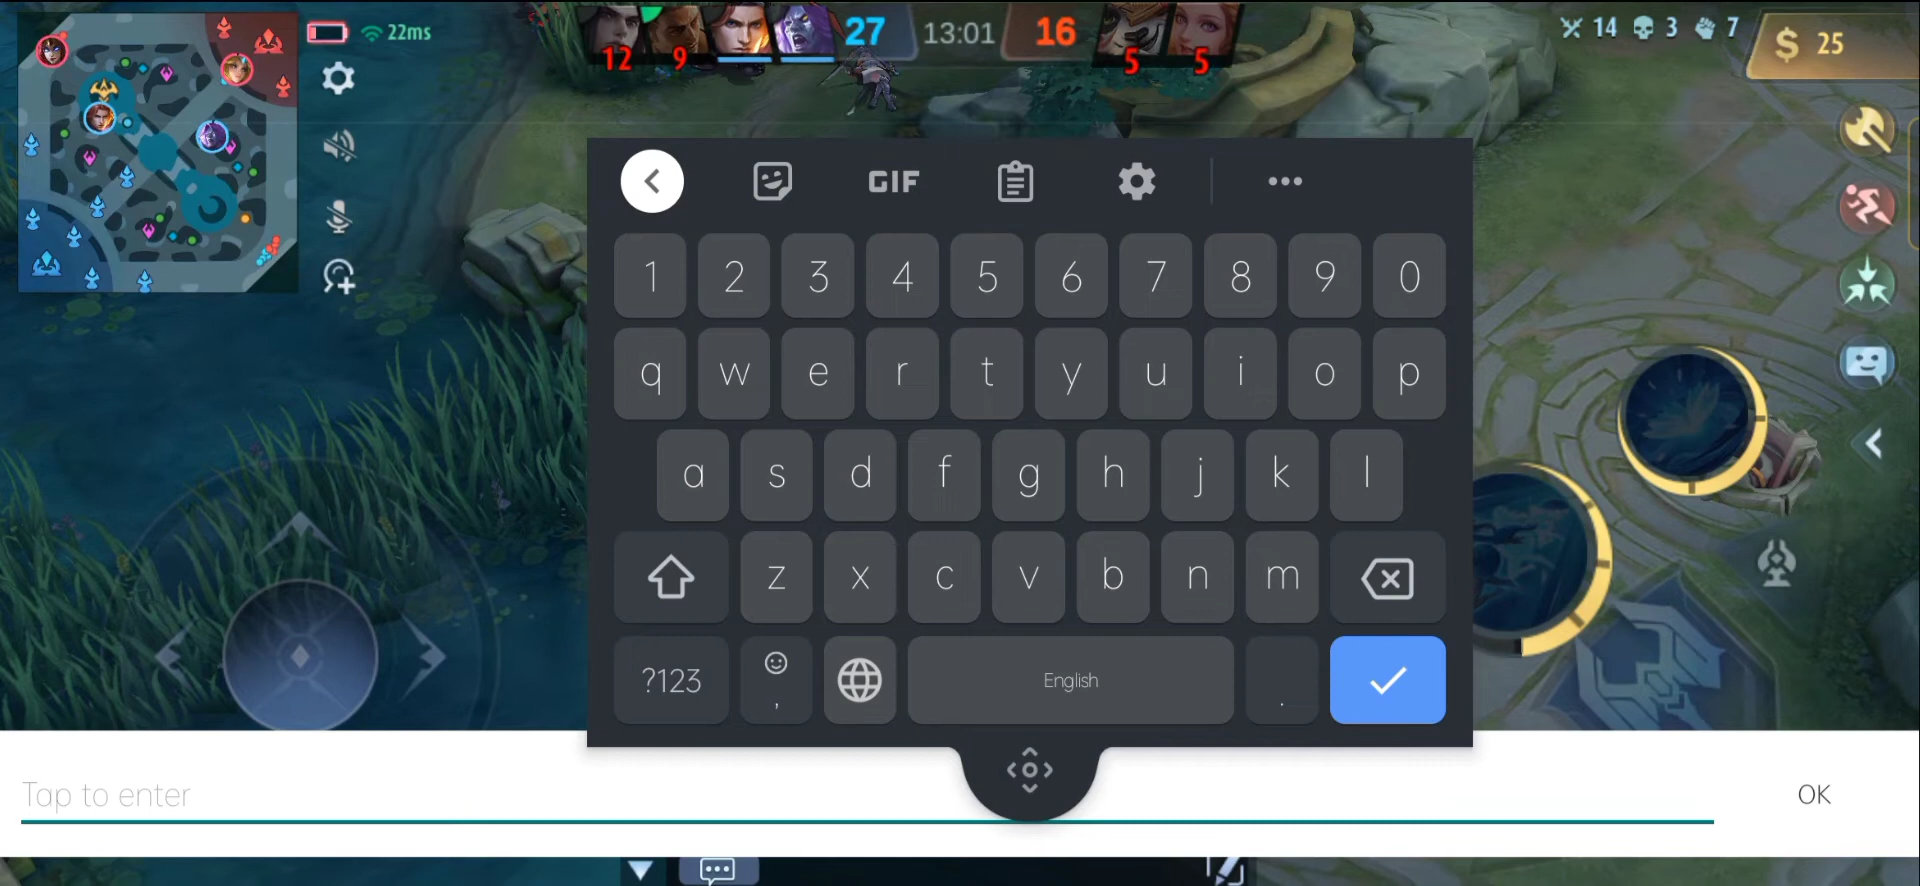 22ms
12 9 27 13:01 16 5 5
14 3 7
$ 25
GIF
1 2 3 4 5 6 7 8 9 0
q w e r t y u i o p
a s d f g h j k l
z x c v b n m
?123 , English .
Tap to enter
OK